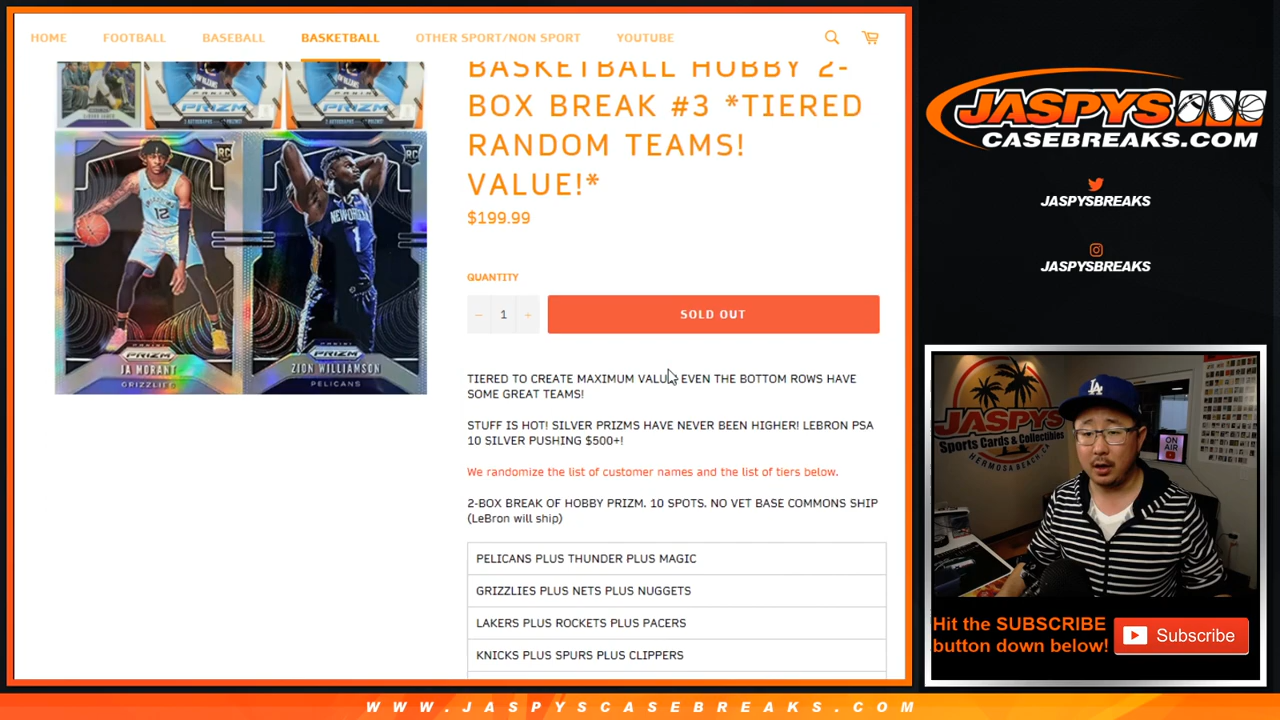 HOME FOOTBALL BASEBALL BASKETBALL OTHER SPORT/NON SPORT YOUTUBE
BASKETBALL HOBBY 2-
BOX BREAK #3 *TIERED
RANDOM TEAMS!
VALUE!*
$199.99
QUANTITY
− 1 + SOLD OUT
TIERED TO CREATE MAXIMUM VALUE EVEN THE BOTTOM ROWS HAVE
SOME GREAT TEAMS!
STUFF IS HOT! SILVER PRIZMS HAVE NEVER BEEN HIGHER! LEBRON PSA
10 SILVER PUSHING $500+!
We randomize the list of customer names and the list of tiers below.
2-BOX BREAK OF HOBBY PRIZM. 10 SPOTS. NO VET BASE COMMONS SHIP
(LeBron will ship)
PELICANS PLUS THUNDER PLUS MAGIC
GRIZZLIES PLUS NETS PLUS NUGGETS
LAKERS PLUS ROCKETS PLUS PACERS
KNICKS PLUS SPURS PLUS CLIPPERS
PRIZM
PRIZM
RC
RC
12
NEW ORLEANS
1
PRIZM
JA MORANT
GRIZZLIES
PRIZM
ZION WILLIAMSON
PELICANS
JASPYS
CASEBREAKS.COM
JASPYSBREAKS
JASPYSBREAKS
JASPYS
Sports Cards & Collectibles
HERMOSA BEACH, CA
LA
ON
AIR
Hit the SUBSCRIBE
button down below!
Subscribe
WWW.JASPYSCASEBREAKS.COM